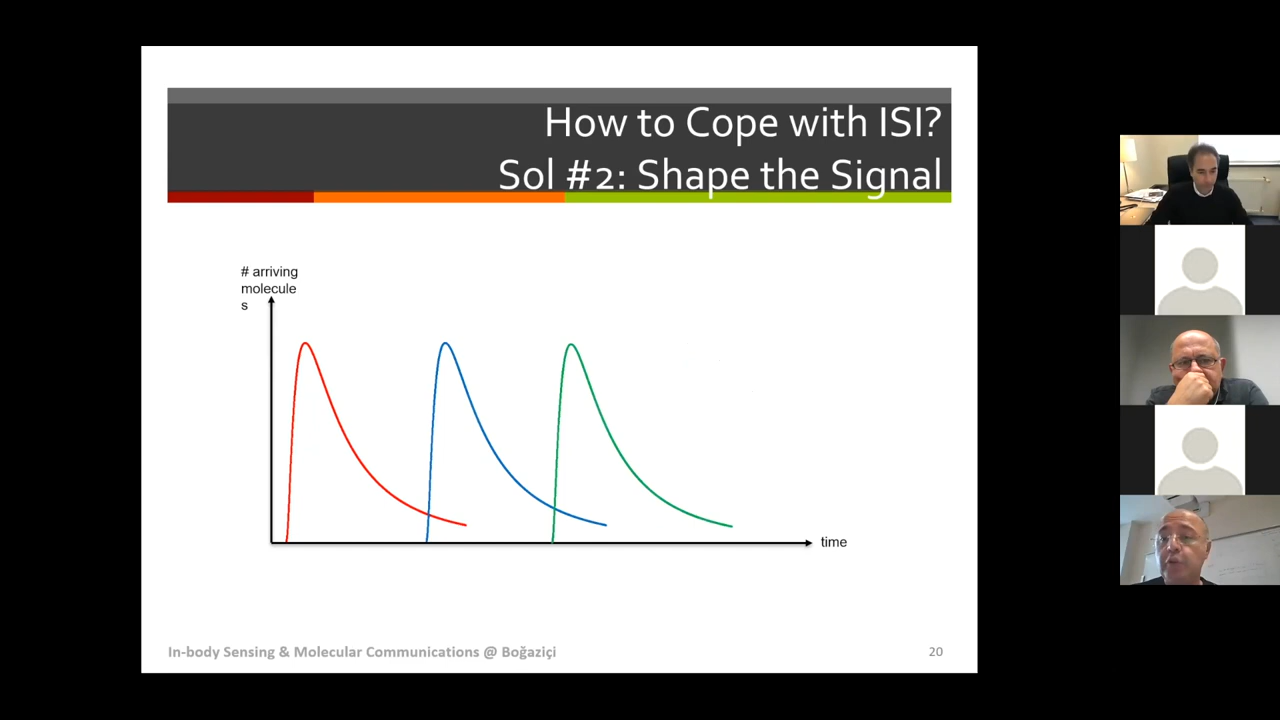 How to Cope with ISI?
Sol #2: Shape the Signal
# arriving
molecule
s
time
In-body Sensing & Molecular Communications @ Boğaziçi
20